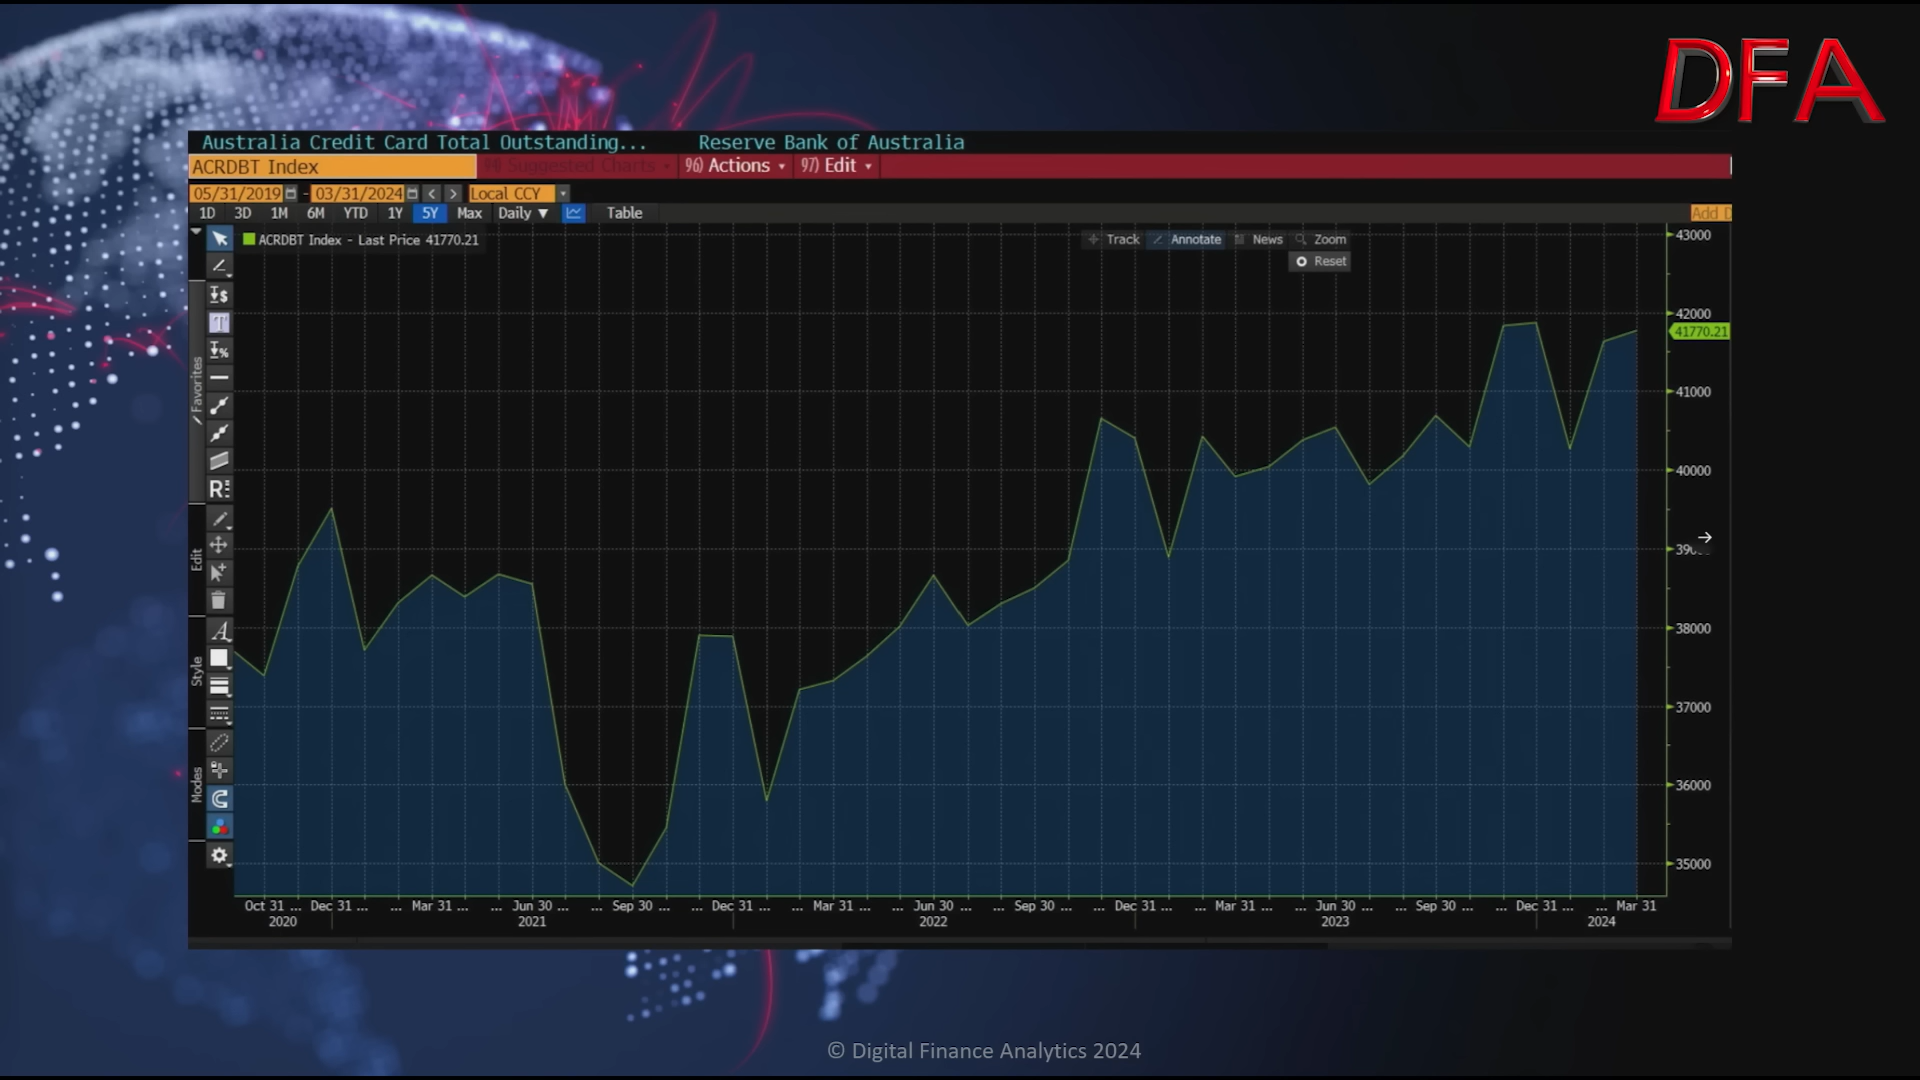 DFA
Australia Credit Card Total Outstanding... Reserve Bank of Australia
ACRDBT Index Suggested Charts 96) Actions 97) Edit
05/31/2019 - 03/31/2024 Local CCY
1D 3D 1M 6M YTD 1Y 5Y Max Daily ▼ Table
ACRDBT Index - Last Price 41770.21 Track Annotate News Zoom
Reset
43000
42000
41770.21
41000
40000
38000
37000
36000
35000
Favorites
Edit
Style
Modes
Oct 31 ... Dec 31 ... ... Mar 31 ... ... Jun 30 ... ... Sep 30 ... ... Dec 31 ... ... Mar 31 ... ... Jun 30 ... ... Sep 30 ... ... Dec 31 ... ... Mar 31 ... ... Jun 30 ... ... Sep 30 ... ... Dec 31 ... ... Mar 31
2020 2021 2022 2023 2024
© Digital Finance Analytics 2024